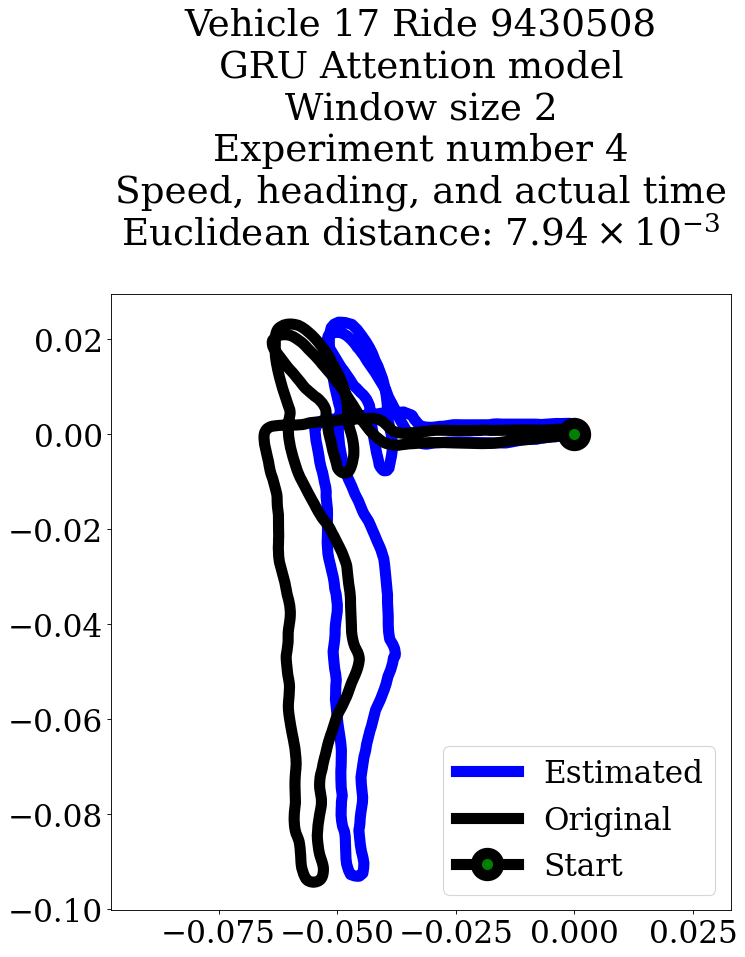 Vehicle 17 Ride 9430508
GRU Attention model
Window size 2
Experiment number 4
Speed, heading, and actual time
Euclidean distance: 7.94 × 10⁻³
0.02
0.00
−0.02
−0.04
−0.06
−0.08
−0.10
Estimated
Original
Start
−0.075 −0.050 −0.025 0.000 0.025